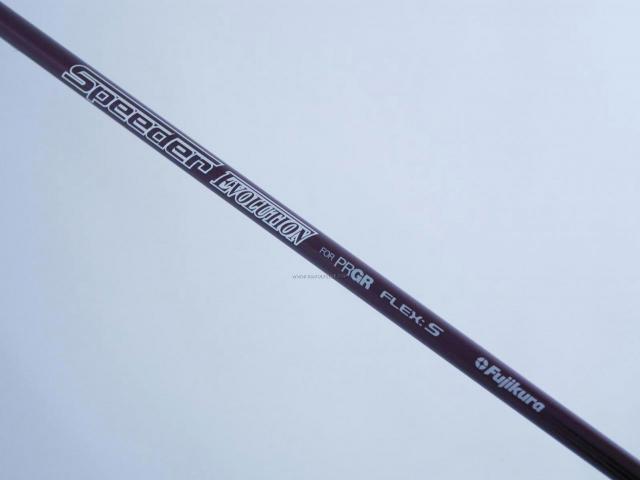 Speeder EVOLUTION FOR PRGR FLEX: S Fujikura